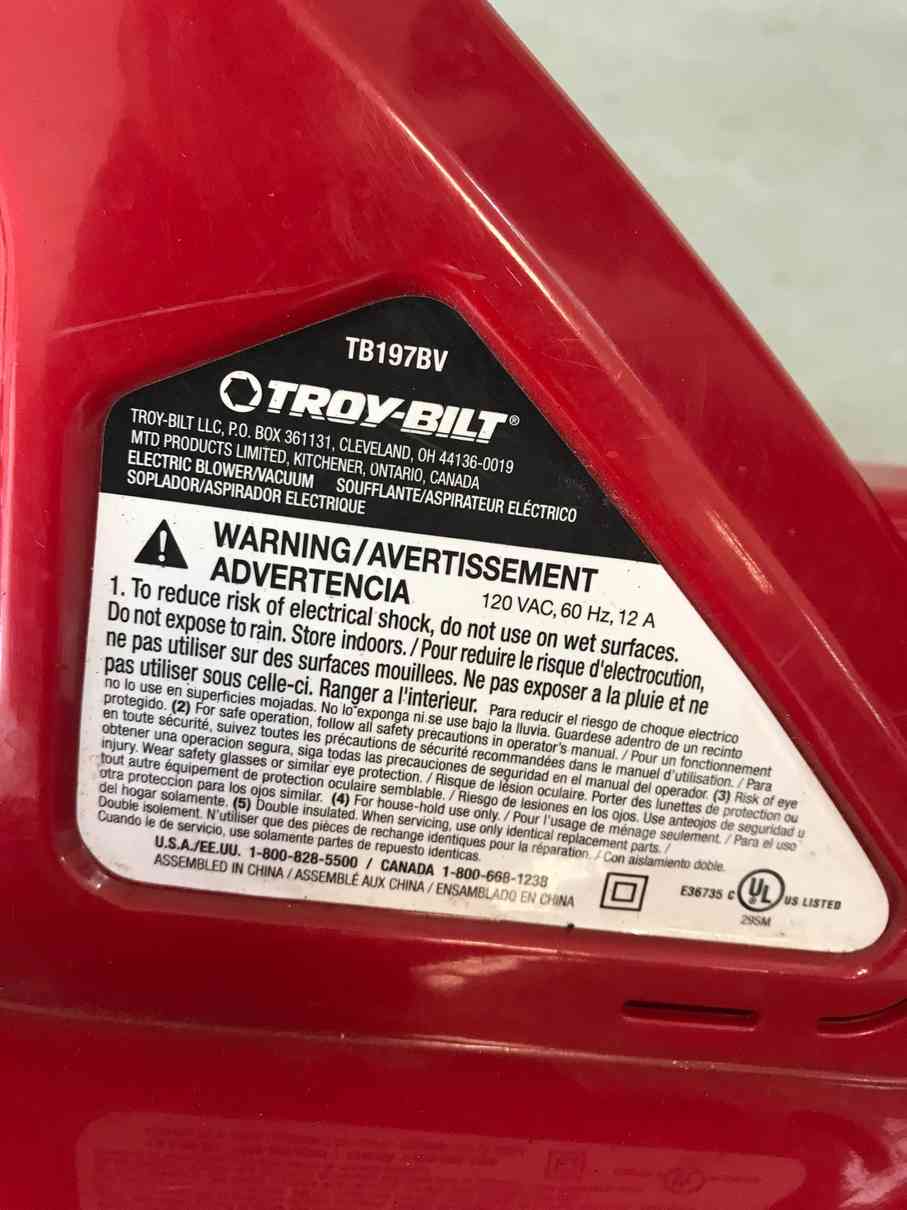 TB197BV
TROY-BILT®
TROY-BILT LLC, P.O. BOX 361131, CLEVELAND, OH 44136-0019
MTD PRODUCTS LIMITED, KITCHENER, ONTARIO, CANADA
ELECTRIC BLOWER/VACUUM SOUFFLANTE/ASPIRATEUR ELÉCTRICO
SOPLADOR/ASPIRADOR ELECTRIQUE
WARNING/AVERTISSEMENT
ADVERTENCIA 120 VAC, 60 Hz, 12 A
1. To reduce risk of electrical shock, do not use on wet surfaces.
Do not expose to rain. Store indoors. / Pour reduire le risque d'electrocution,
ne pas utiliser sur des surfaces mouillees. Ne pas exposer a la pluie et ne
pas utiliser sous celle-ci. Ranger a l'interieur. Para reducir el riesgo de choque electrico
no lo use en superficies mojadas. No lo exponga ni se use bajo la lluvia. Guardese adentro de un recinto
protegido. (2) For safe operation, follow all safety precautions in operator's manual. / Pour un fonctionnement
en toute sécurité, suivez toutes les précautions de sécurité recommandées dans le manuel d'utilisation. / Para
obtener una operacion segura, siga todas las precauciones de seguridad en el manual del operador. (3) Risk of eye
injury. Wear safety glasses or similar eye protection. / Risque de lésion oculaire. Porter des lunettes de protection ou
tout autre équipement de protection oculaire semblable. / Riesgo de lesiones en los ojos. Use anteojos de seguridad u
otra proteccion para los ojos similar. (4) For house-hold use only. / Pour l'usage de ménage seulement. / Para el uso
del hogar solamente. (5) Double insulated. When servicing, use only identical replacement parts. /
Double isolement. N'utiliser que des pièces de rechange identiques pour la réparation. / Con aislamiento doble.
Cuando le de servicio, use solamente partes de repuesto identicas.
U.S.A./EE.UU. 1-800-828-5500 / CANADA 1-800-668-1238
ASSEMBLED IN CHINA / ASSEMBLÉ AUX CHINA / ENSAMBLADO EN CHINA
E36735 C UL US LISTED
29SM